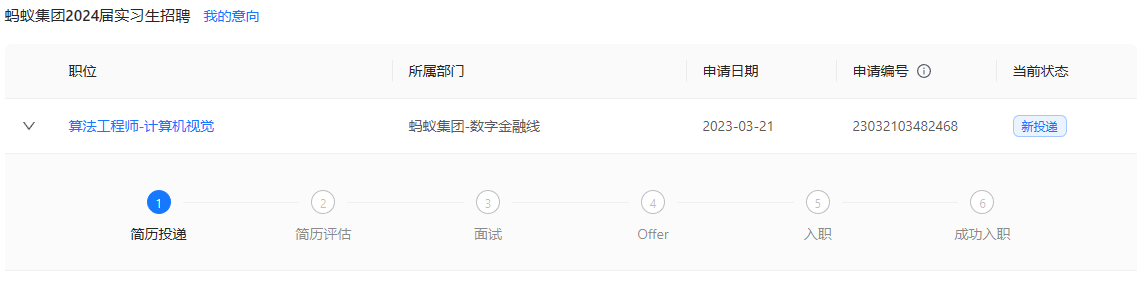 蚂蚁集团2024届实习生招聘 我的意向
职位 所属部门 申请日期 申请编号 当前状态
算法工程师-计算机视觉 蚂蚁集团-数字金融线 2023-03-21 23032103482468 新投递
1 2 3 4 5 6
简历投递 简历评估 面试 Offer 入职 成功入职